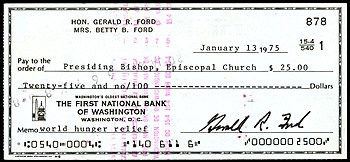 HON. GERALD R. FORD
MRS. BETTY B. FORD
878
January 13 1975
15-4
540 1
Pay to the
order of Presiding Bishop, Episcopal Church $ 25.00
Twenty-five and no/100 Dollars
WASHINGTON'S OLDEST NATIONAL BANK
THE FIRST NATIONAL BANK
OF WASHINGTON
WASHINGTON, D.C.
Memo world hunger relief
Gerald R. Ford
0540 0004 140 611 6 0000002500